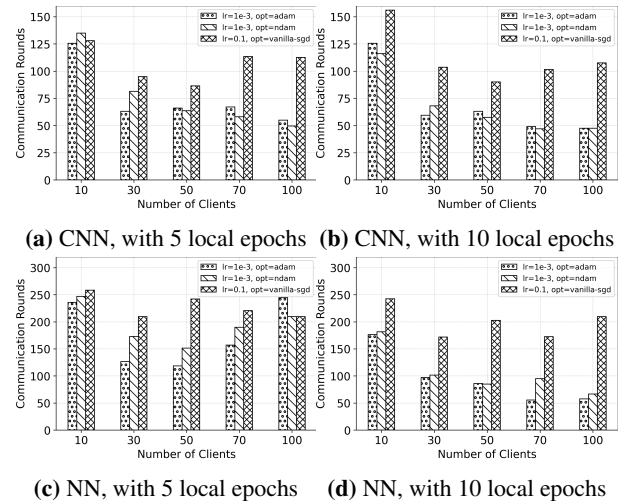 150
125
100
75
50
25
0
Communication Rounds
lr=1e-3, opt=adam
lr=1e-3, opt=ndam
lr=0.1, opt=vanilla-sgd
10 30 50 70 100
Number of Clients
150
125
100
75
50
25
0
Communication Rounds
lr=1e-3, opt=adam
lr=1e-3, opt=ndam
lr=0.1, opt=vanilla-sgd
10 30 50 70 100
Number of Clients
(a) CNN, with 5 local epochs (b) CNN, with 10 local epochs
300
250
200
150
100
50
0
Communication Rounds
lr=1e-3, opt=adam
lr=1e-3, opt=ndam
lr=0.1, opt=vanilla-sgd
10 30 50 70 100
Number of Clients
300
250
200
150
100
50
0
Communication Rounds
lr=1e-3, opt=adam
lr=1e-3, opt=ndam
lr=0.1, opt=vanilla-sgd
10 30 50 70 100
Number of Clients
(c) NN, with 5 local epochs (d) NN, with 10 local epochs